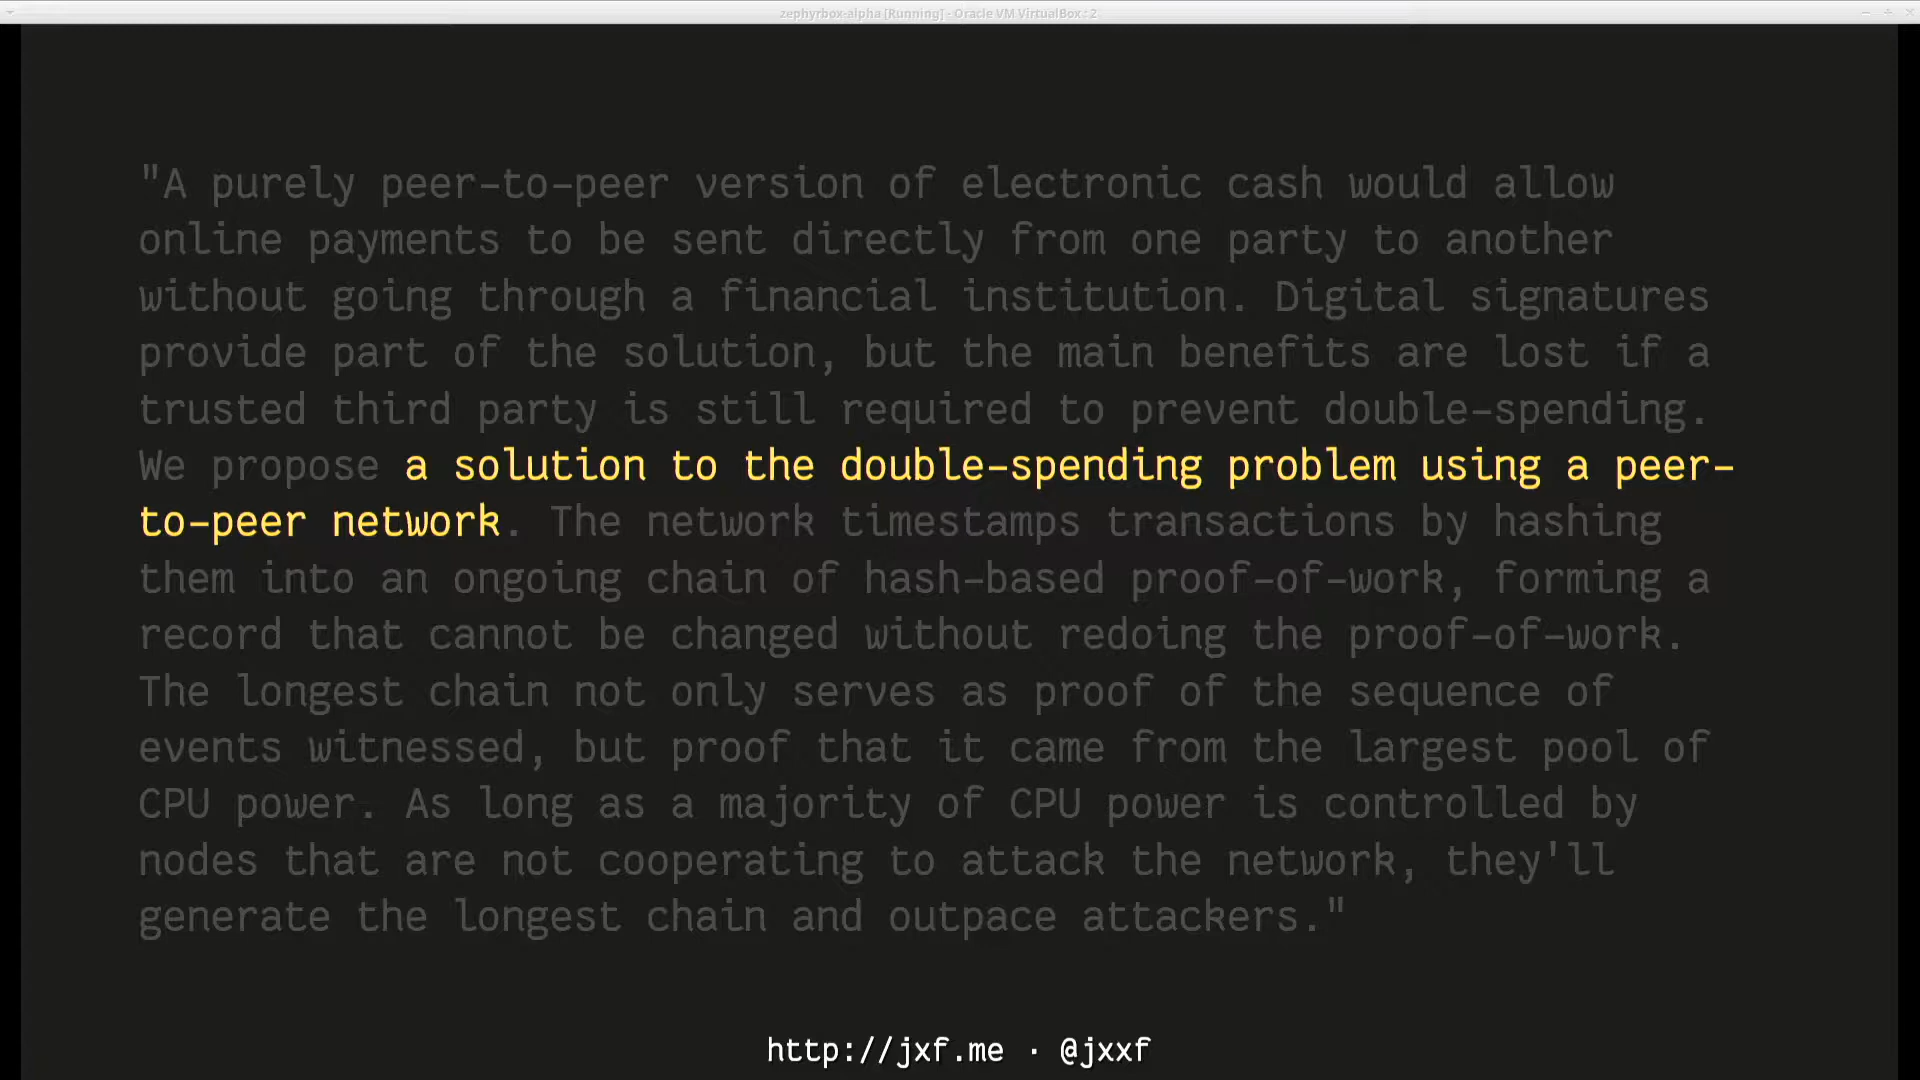 zephyrbox-alpha [Running] - Oracle VM VirtualBox : 2
"A purely peer-to-peer version of electronic cash would allow
online payments to be sent directly from one party to another
without going through a financial institution. Digital signatures
provide part of the solution, but the main benefits are lost if a
trusted third party is still required to prevent double-spending.
We propose a solution to the double-spending problem using a peer-
to-peer network. The network timestamps transactions by hashing
them into an ongoing chain of hash-based proof-of-work, forming a
record that cannot be changed without redoing the proof-of-work.
The longest chain not only serves as proof of the sequence of
events witnessed, but proof that it came from the largest pool of
CPU power. As long as a majority of CPU power is controlled by
nodes that are not cooperating to attack the network, they'll
generate the longest chain and outpace attackers."
http://jxf.me · @jxxf